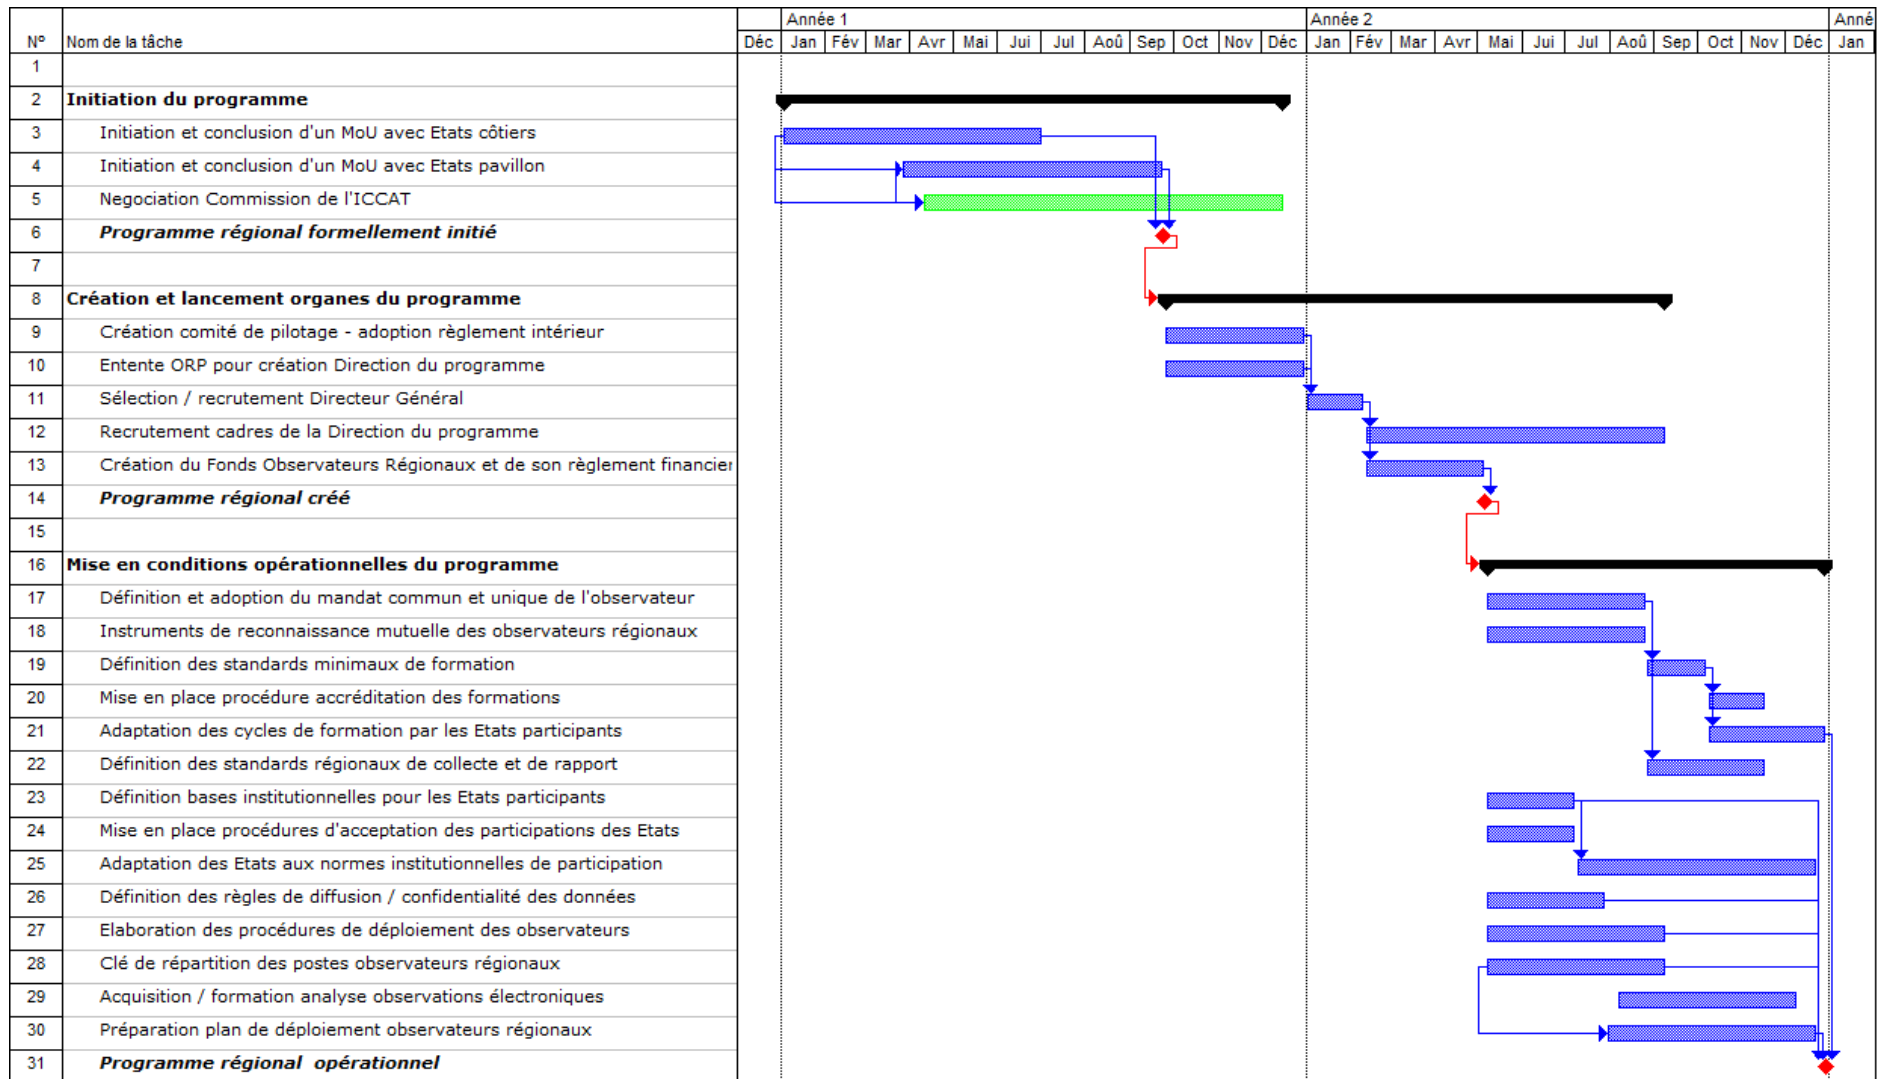 Année 1 Année 2 Anné
N° Nom de la tâche Déc Jan Fév Mar Avr Mai Jui Jul Aoû Sep Oct Nov Déc Jan Fév Mar Avr Mai Jui Jul Aoû Sep Oct Nov Déc Jan
1
2 Initiation du programme
3 Initiation et conclusion d'un MoU avec Etats côtiers
4 Initiation et conclusion d'un MoU avec Etats pavillon
5 Negociation Commission de l'ICCAT
6 Programme régional formellement initié
7
8 Création et lancement organes du programme
9 Création comité de pilotage - adoption règlement intérieur
10 Entente ORP pour création Direction du programme
11 Sélection / recrutement Directeur Général
12 Recrutement cadres de la Direction du programme
13 Création du Fonds Observateurs Régionaux et de son règlement financier
14 Programme régional créé
15
16 Mise en conditions opérationnelles du programme
17 Définition et adoption du mandat commun et unique de l'observateur
18 Instruments de reconnaissance mutuelle des observateurs régionaux
19 Définition des standards minimaux de formation
20 Mise en place procédure accréditation des formations
21 Adaptation des cycles de formation par les Etats participants
22 Définition des standards régionaux de collecte et de rapport
23 Définition bases institutionnelles pour les Etats participants
24 Mise en place procédures d'acceptation des participations des Etats
25 Adaptation des Etats aux normes institutionnelles de participation
26 Définition des règles de diffusion / confidentialité des données
27 Elaboration des procédures de déploiement des observateurs
28 Clé de répartition des postes observateurs régionaux
29 Acquisition / formation analyse observations électroniques
30 Préparation plan de déploiement observateurs régionaux
31 Programme régional opérationnel